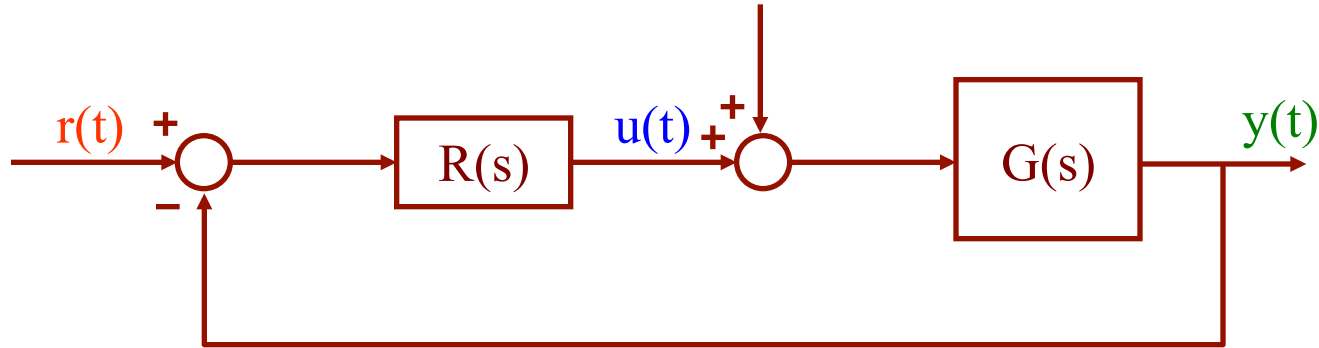 r(t)
+
−
R(s)
u(t)
+
+
G(s)
y(t)